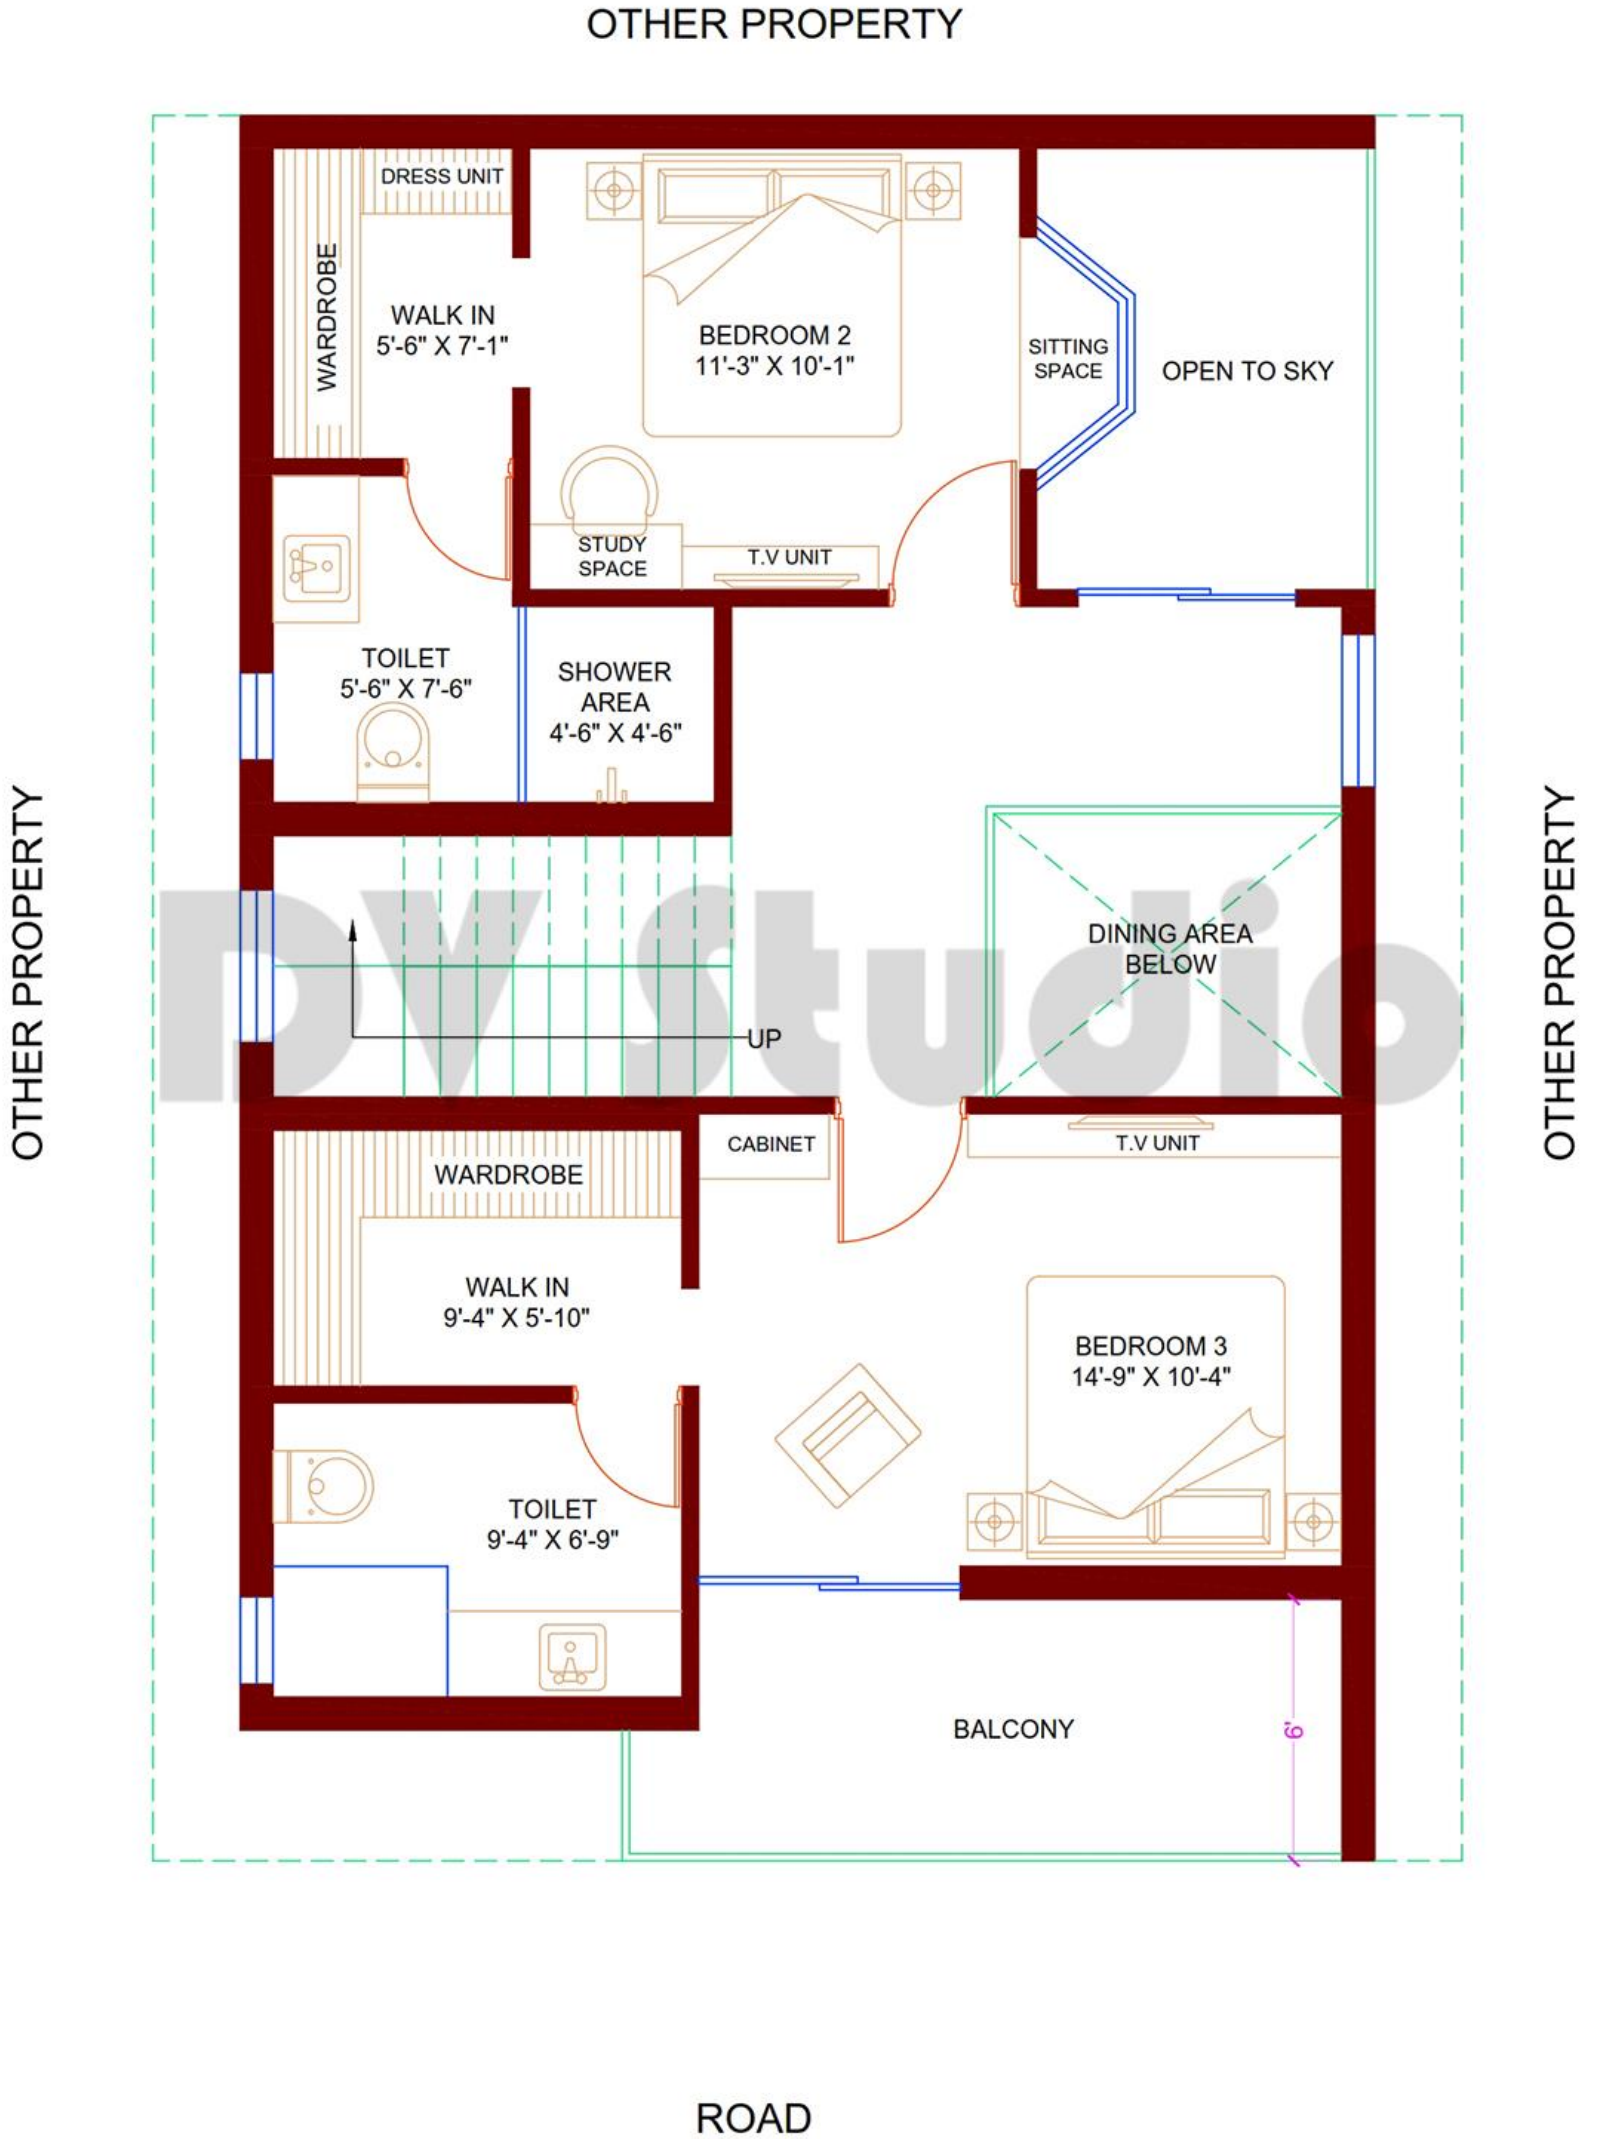 OTHER PROPERTY
DRESS UNIT
WARDROBE
WALK IN
5'-6" X 7'-1"
BEDROOM 2
11'-3" X 10'-1"
SITTING
SPACE
OPEN TO SKY
STUDY
SPACE
T.V UNIT
TOILET
5'-6" X 7'-6"
SHOWER
AREA
4'-6" X 4'-6"
OTHER PROPERTY
OTHER PROPERTY
DV Studio
DINING AREA
BELOW
UP
CABINET
T.V UNIT
WARDROBE
WALK IN
9'-4" X 5'-10"
BEDROOM 3
14'-9" X 10'-4"
TOILET
9'-4" X 6'-9"
BALCONY
6'
ROAD